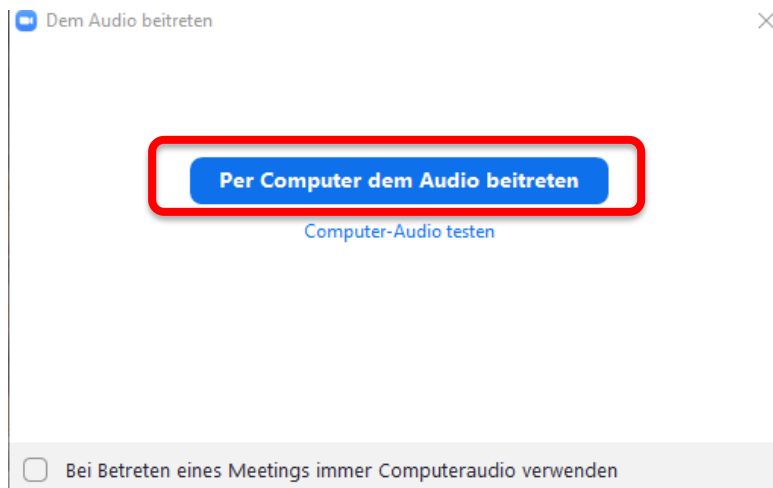 Dem Audio beitreten
Per Computer dem Audio beitreten
Computer-Audio testen
Bei Betreten eines Meetings immer Computeraudio verwenden